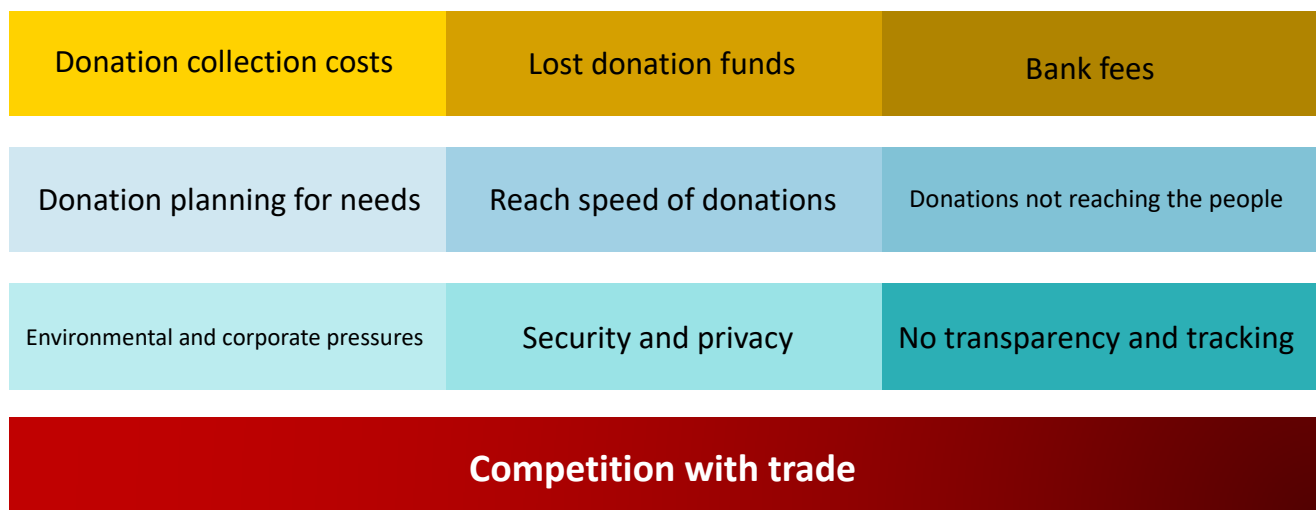 Donation collection costs
Lost donation funds
Bank fees
Donation planning for needs
Reach speed of donations
Donations not reaching the people
Environmental and corporate pressures
Security and privacy
No transparency and tracking
Competition with trade